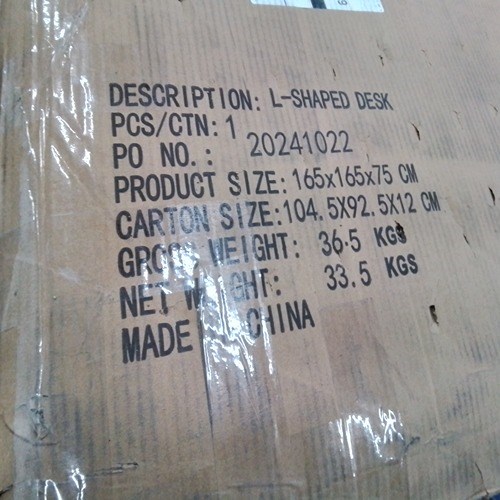 DESCRIPTION: L-SHAPED DESK
PCS/CTN: 1
PO NO.: 20241022
PRODUCT SIZE: 165x165x75 CM
CARTON SIZE: 104.5X92.5X12 CM
GROSS WEIGHT: 36.5 KGS
NET WEIGHT: 33.5 KGS
MADE CHINA